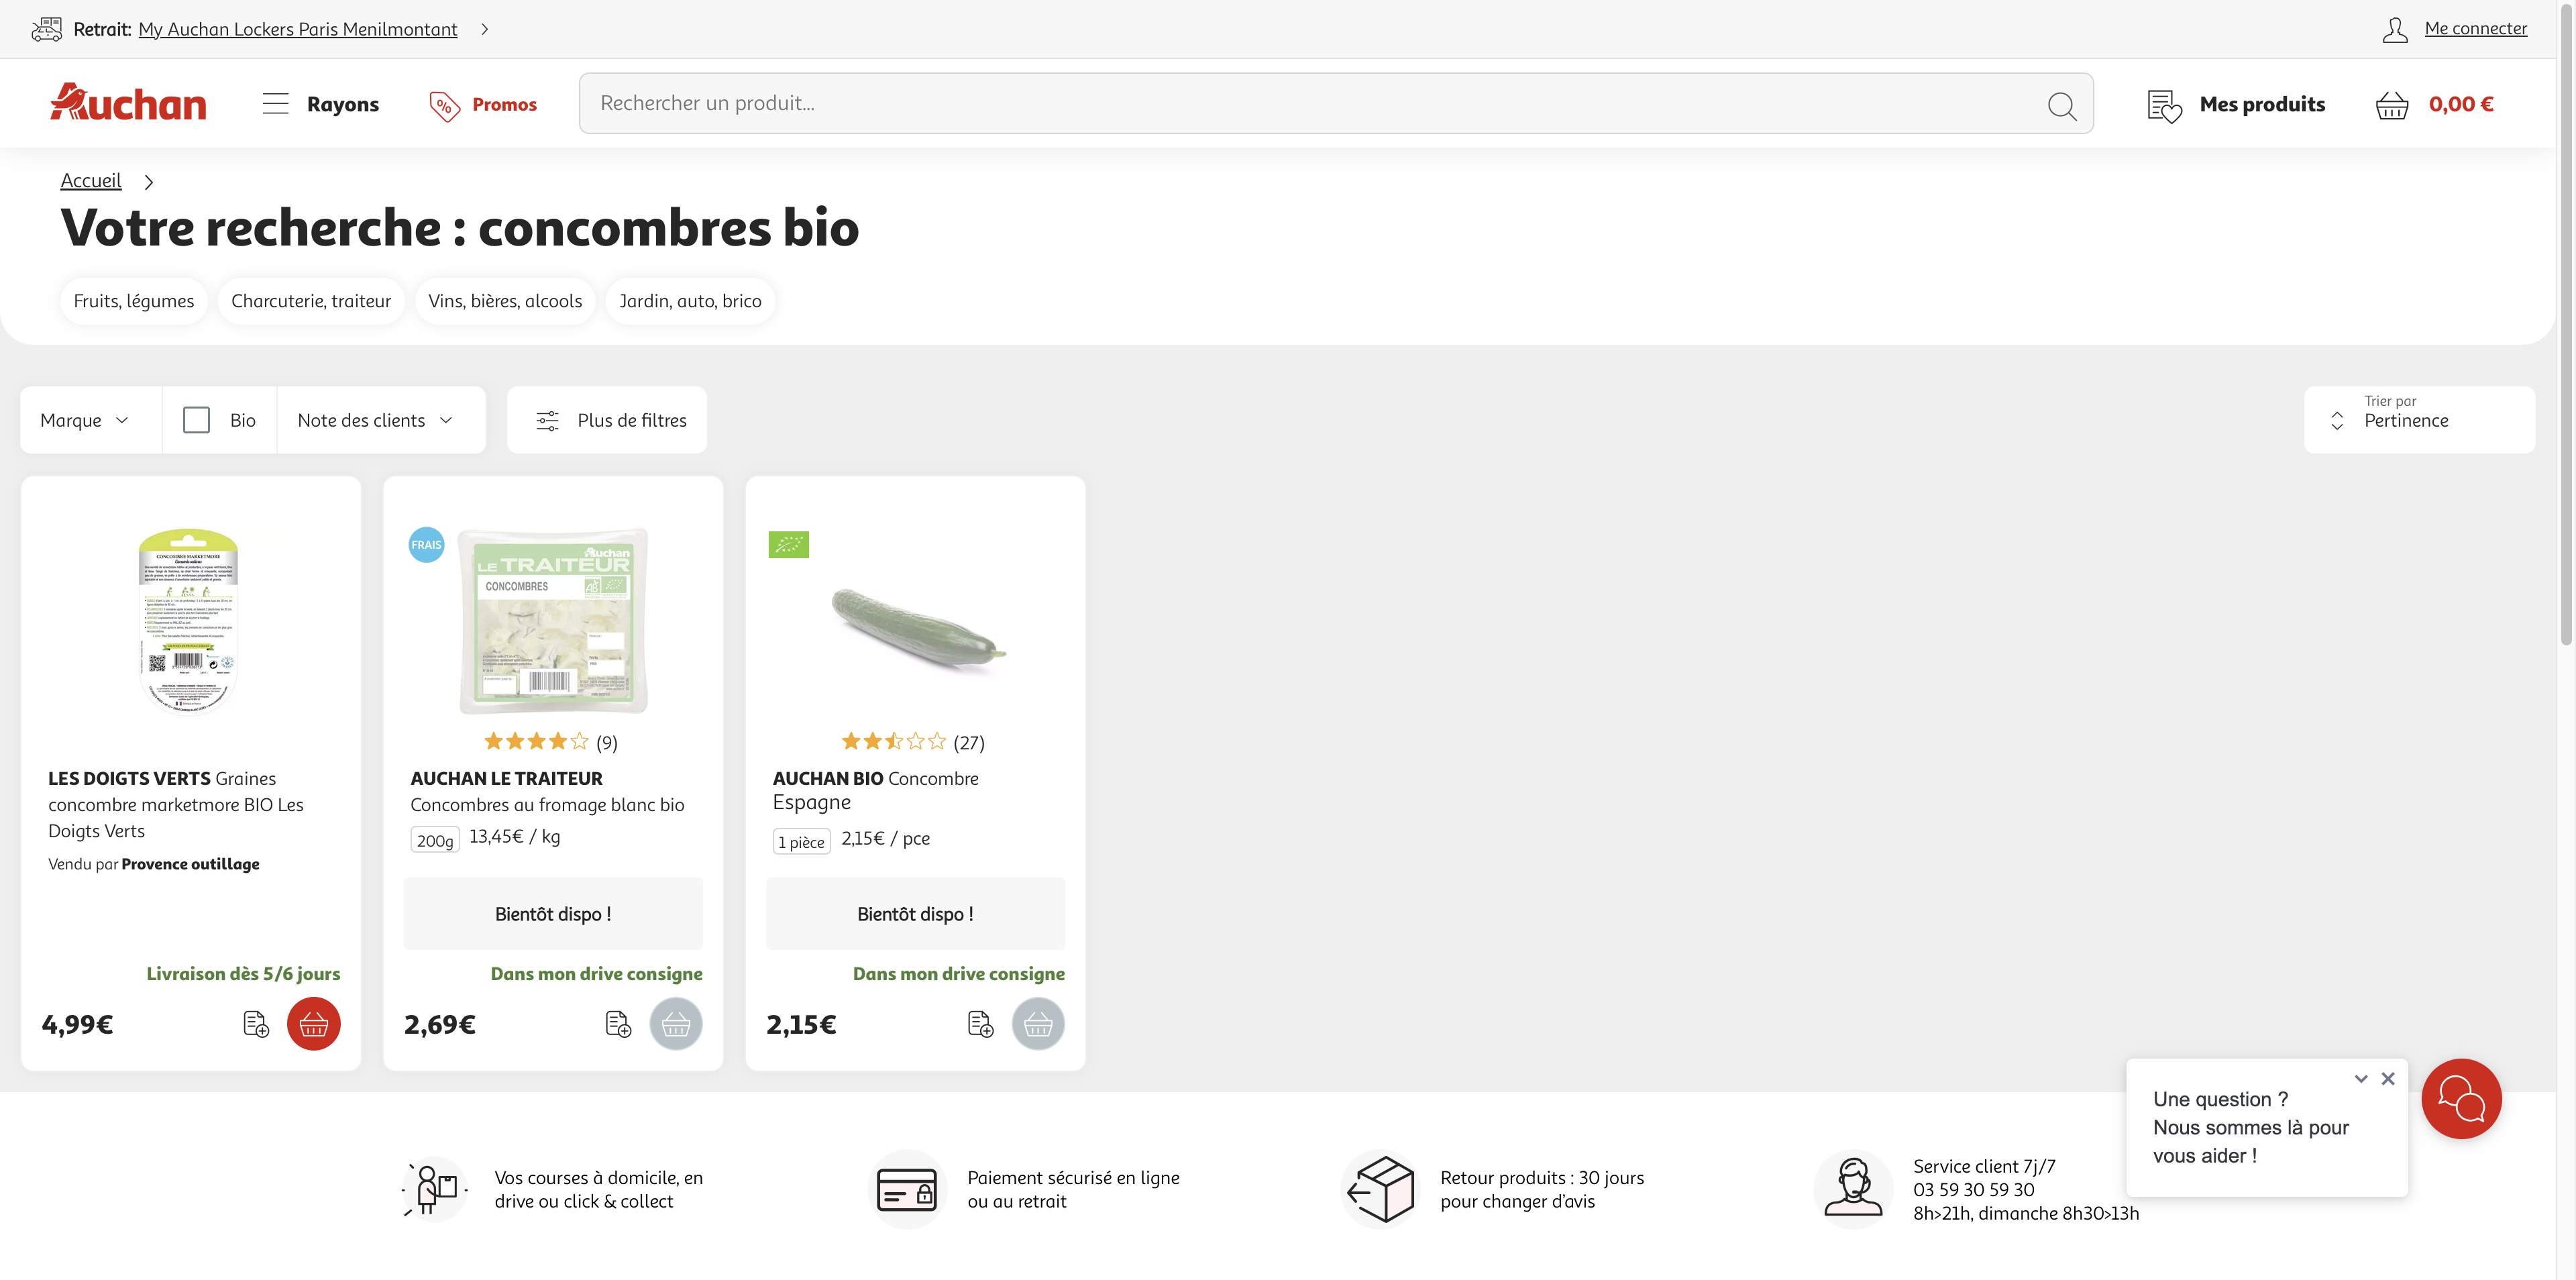 Retrait: My Auchan Lockers Paris Menilmontant
Me connecter
Auchan
Rayons
Promos
Rechercher un produit...
Mes produits
0,00 €
Accueil
Votre recherche : concombres bio
Fruits, légumes
Charcuterie, traiteur
Vins, bières, alcools
Jardin, auto, brico
Marque
Bio
Note des clients
Plus de filtres
Trier par
Pertinence
CONCOMBRE MARKETMORE
LES DOIGTS VERTS Graines
concombre marketmore BIO Les
Doigts Verts
Vendu par Provence outillage
Livraison dès 5/6 jours
4,99€
FRAIS
Auchan
LE TRAITEUR
CONCOMBRES
AB
(9)
AUCHAN LE TRAITEUR
Concombres au fromage blanc bio
200g 13,45€ / kg
Bientôt dispo !
Dans mon drive consigne
2,69€
(27)
AUCHAN BIO Concombre
Espagne
1 pièce 2,15€ / pce
Bientôt dispo !
Dans mon drive consigne
2,15€
Une question ?
Nous sommes là pour
vous aider !
Vos courses à domicile, en
drive ou click & collect
Paiement sécurisé en ligne
ou au retrait
Retour produits : 30 jours
pour changer d'avis
Service client 7j/7
03 59 30 59 30
8h>21h, dimanche 8h30>13h